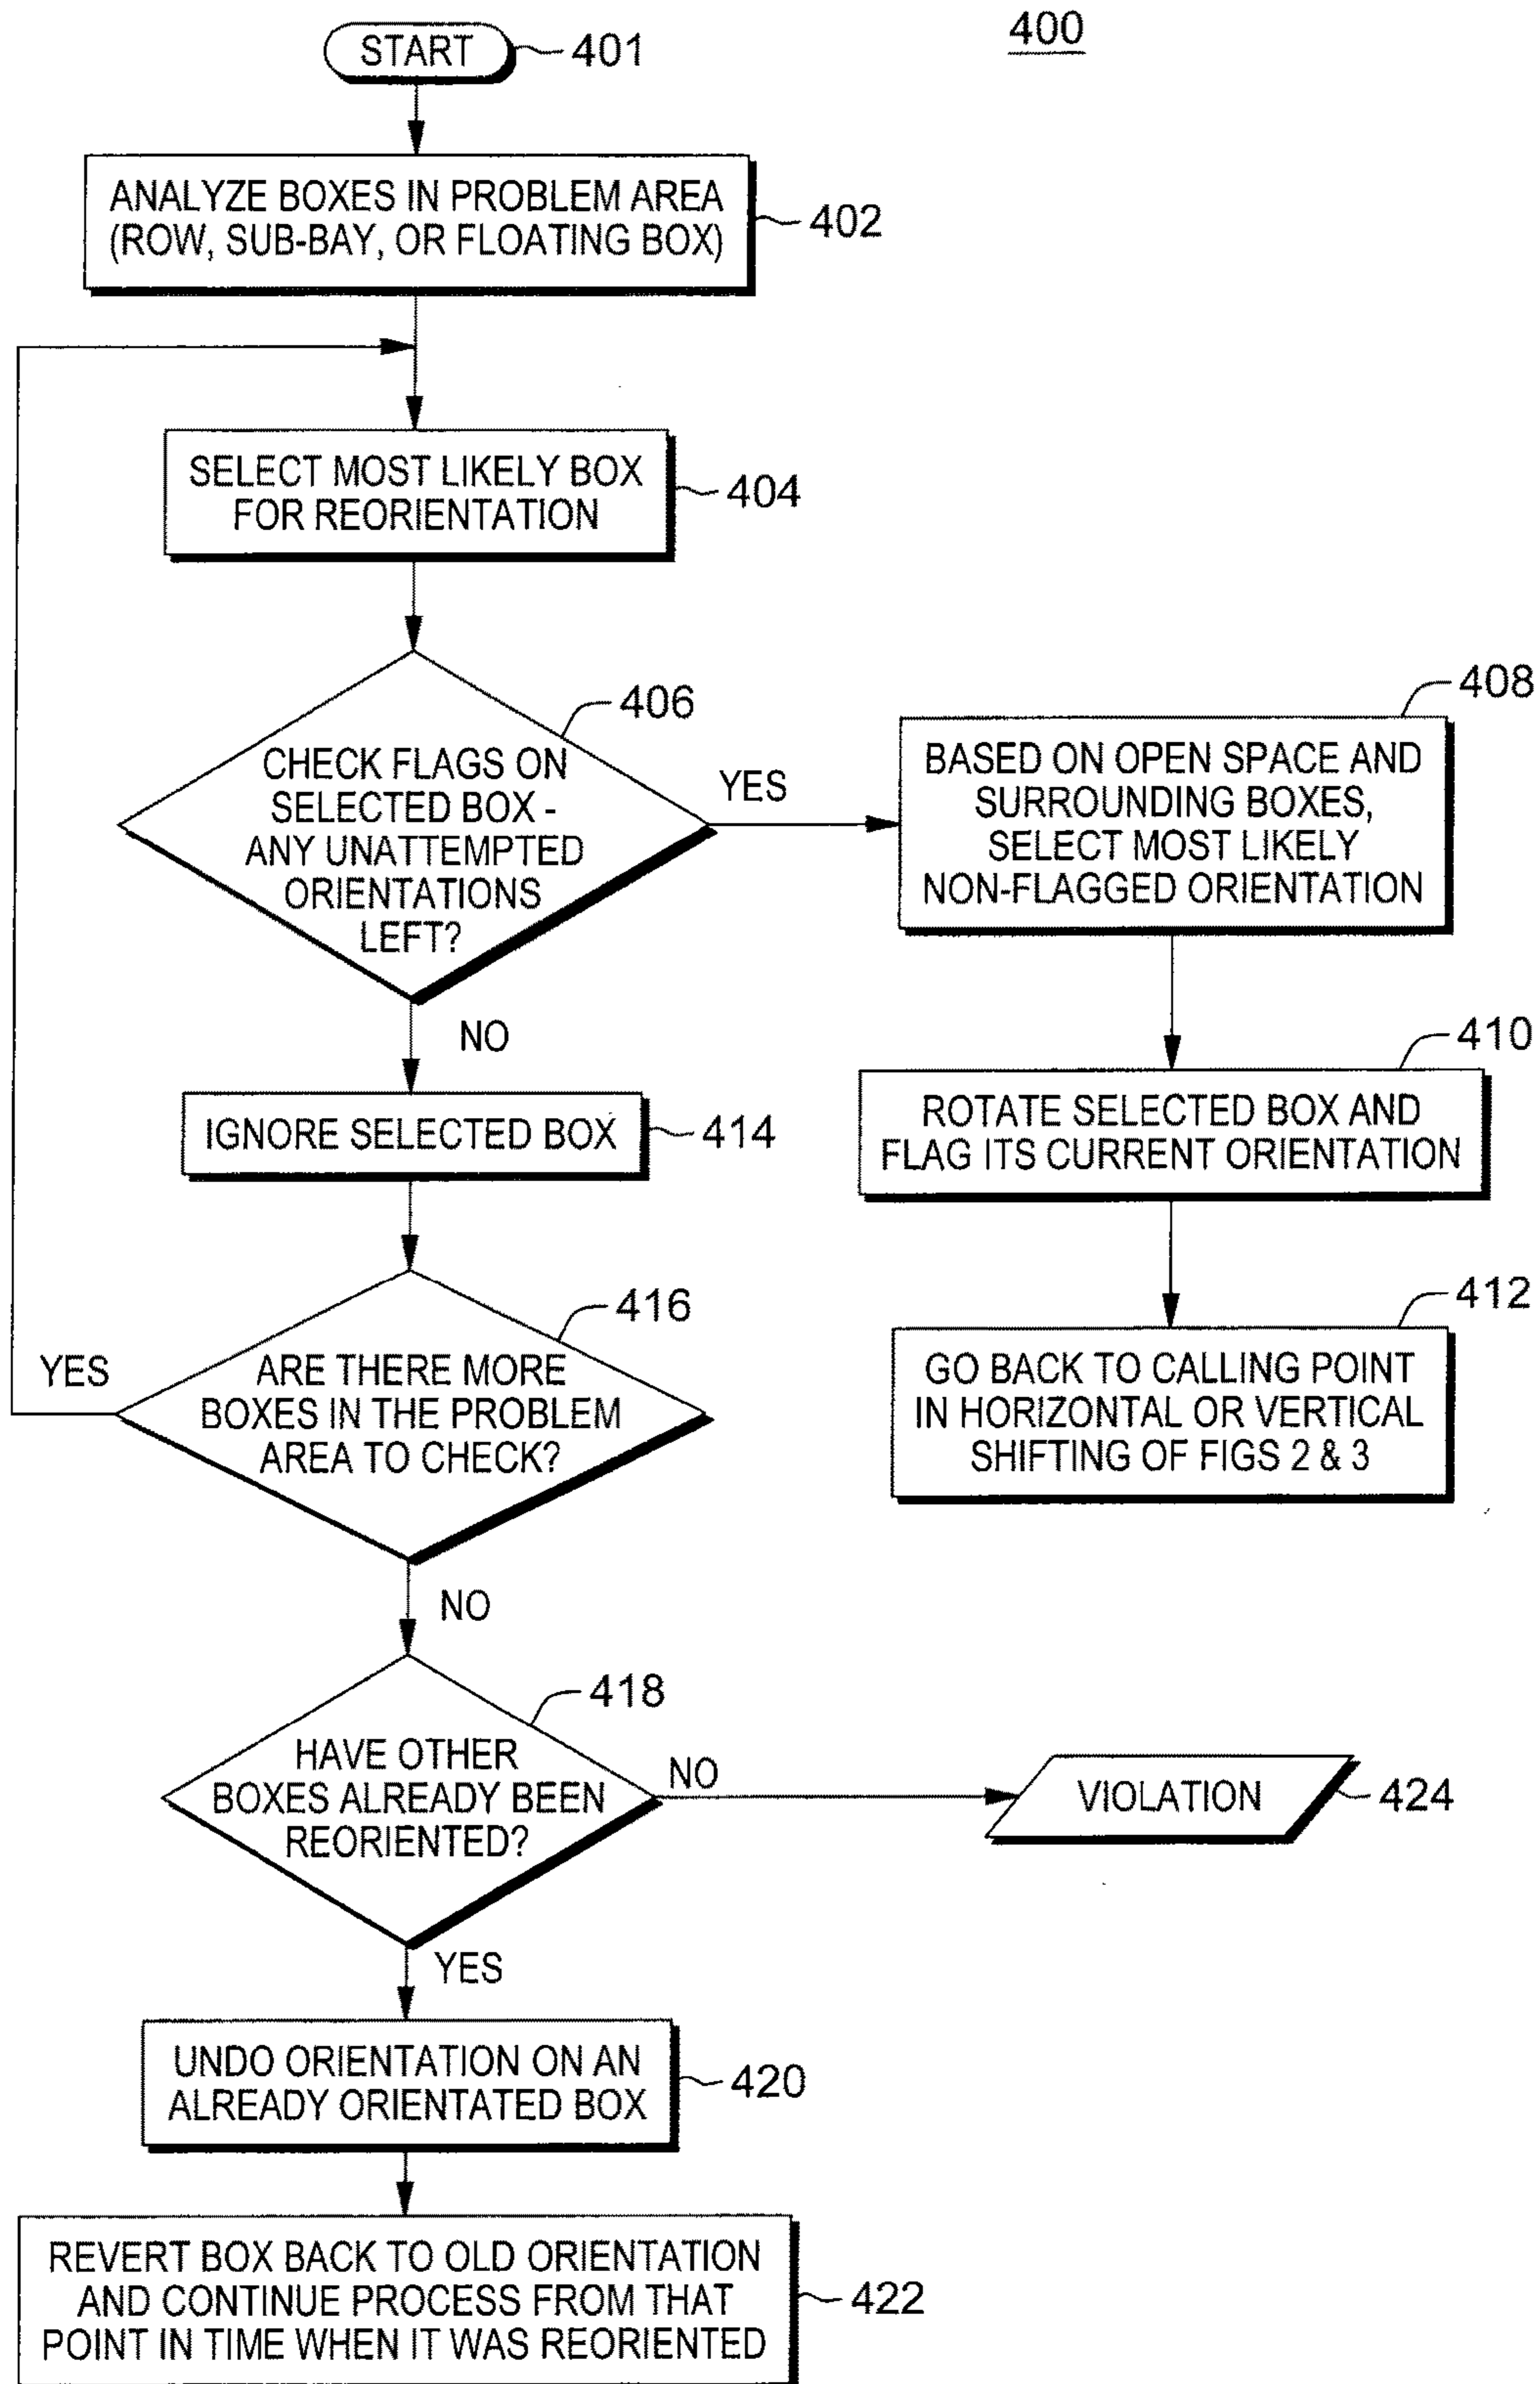 400
START
401
ANALYZE BOXES IN PROBLEM AREA
(ROW, SUB-BAY, OR FLOATING BOX)
402
SELECT MOST LIKELY BOX
FOR REORIENTATION
404
406
CHECK FLAGS ON
SELECTED BOX -
ANY UNATTEMPTED
ORIENTATIONS
LEFT?
YES
408
BASED ON OPEN SPACE AND
SURROUNDING BOXES,
SELECT MOST LIKELY
NON-FLAGGED ORIENTATION
NO
410
ROTATE SELECTED BOX AND
FLAG ITS CURRENT ORIENTATION
IGNORE SELECTED BOX
414
412
GO BACK TO CALLING POINT
IN HORIZONTAL OR VERTICAL
SHIFTING OF FIGS 2 & 3
416
ARE THERE MORE
BOXES IN THE PROBLEM
AREA TO CHECK?
YES
NO
418
HAVE OTHER
BOXES ALREADY BEEN
REORIENTED?
NO
VIOLATION
424
YES
UNDO ORIENTATION ON AN
ALREADY ORIENTATED BOX
420
REVERT BOX BACK TO OLD ORIENTATION
AND CONTINUE PROCESS FROM THAT
POINT IN TIME WHEN IT WAS REORIENTED
422